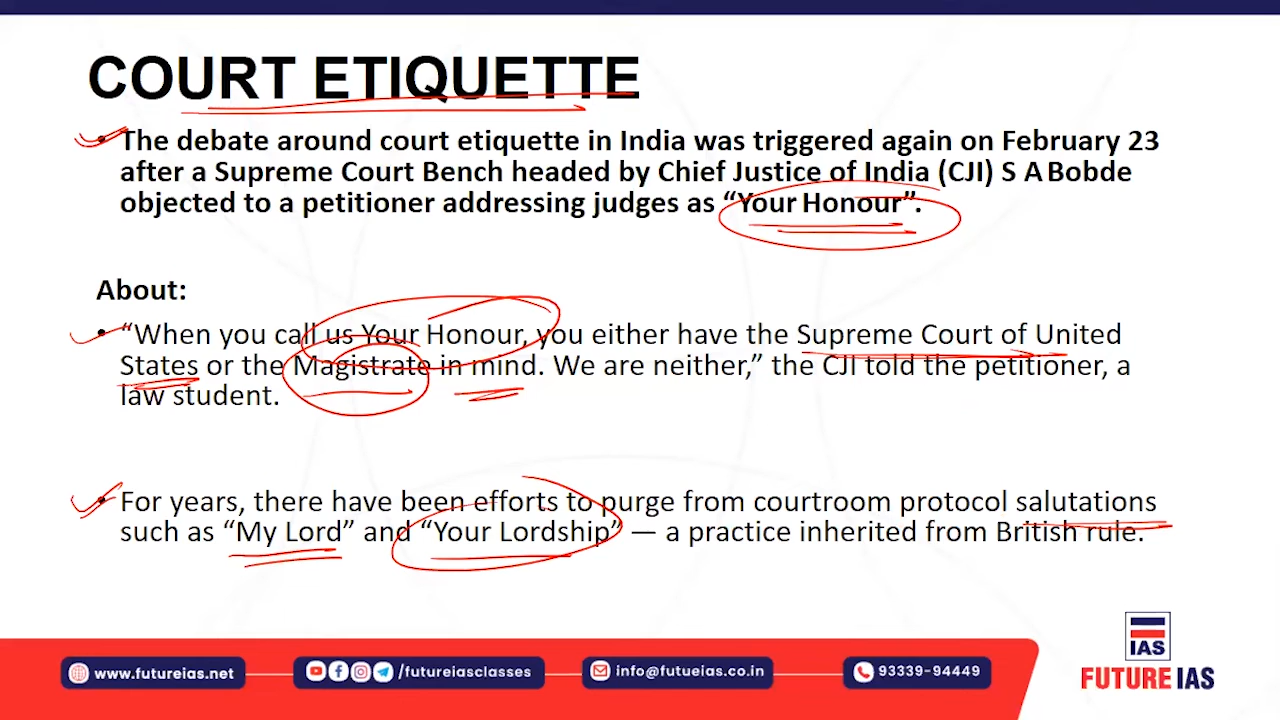 COURT ETIQUETTE
• The debate around court etiquette in India was triggered again on February 23
after a Supreme Court Bench headed by Chief Justice of India (CJI) S A Bobde
objected to a petitioner addressing judges as “Your Honour”.
About:
• “When you call us Your Honour, you either have the Supreme Court of United
States or the Magistrate in mind. We are neither,” the CJI told the petitioner, a
law student.
• For years, there have been efforts to purge from courtroom protocol salutations
such as “My Lord” and “Your Lordship” — a practice inherited from British rule.
IAS
FUTURE IAS
www.futureias.net
/futureiasclasses
info@futueias.co.in
93339-94449